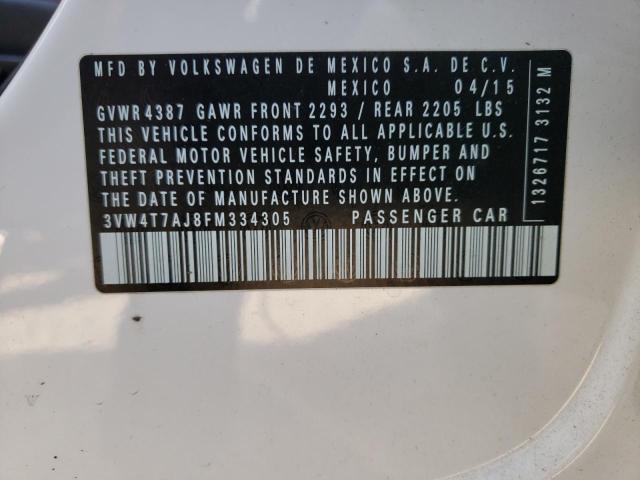 MFD BY VOLKSWAGEN DE MEXICO S.A. DE C.V.
MEXICO 04/15
GVWR 4387 GAWR FRONT 2293 / REAR 2205 LBS
THIS VEHICLE CONFORMS TO ALL APPLICABLE U.S.
FEDERAL MOTOR VEHICLE SAFETY, BUMPER AND
THEFT PREVENTION STANDARDS IN EFFECT ON
THE DATE OF MANUFACTURE SHOWN ABOVE.
3VW4T7AJ8FM334305 PASSENGER CAR
1326717 3132 M